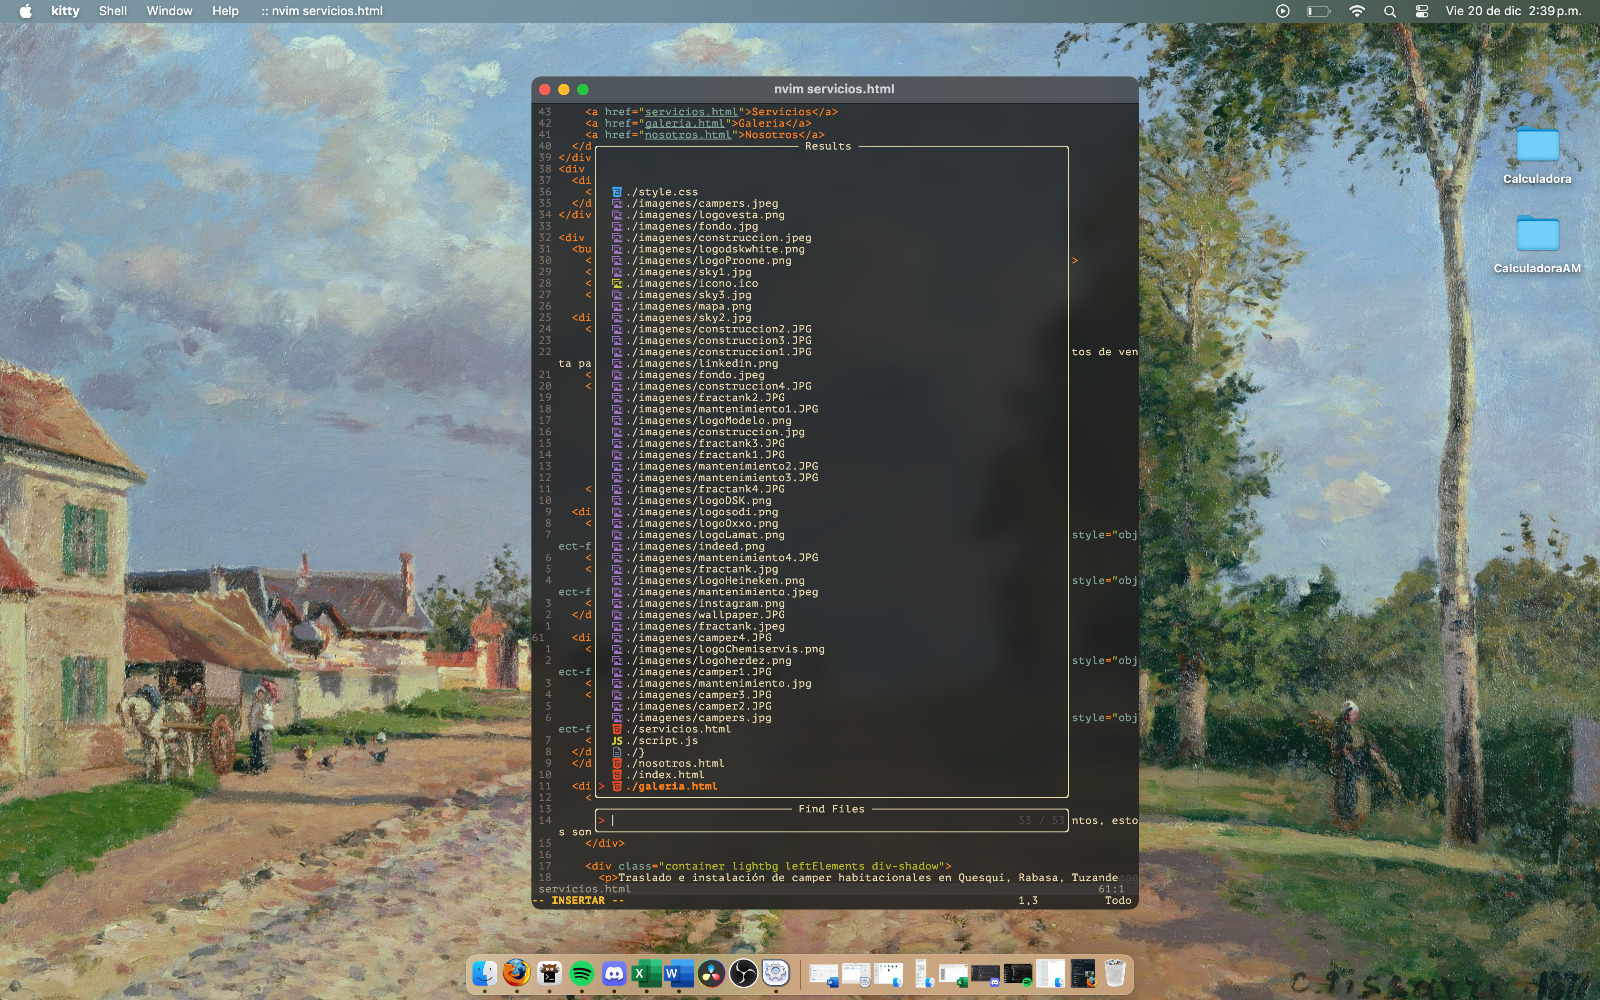 kitty Shell Window Help :: nvim servicios.html Vie 20 de dic 2:39 p.m.
nvim servicios.html
43 <a href="servicios.html">Servicios</a>
42 <a href="galeria.html">Galeria</a>
41 <a href="nosotros.html">Nosotros</a>
40 </d Results
39 </div
38 <div
37 <di
36 < ./style.css
35 </d ./imagenes/campers.jpeg
34 </div ./imagenes/logovesta.png
33 ./imagenes/fondo.jpg
32 <div ./imagenes/construccion.jpeg
31 <bu ./imagenes/logodskwhite.png
30 < ./imagenes/logoProone.png >
29 < ./imagenes/sky1.jpg
28 < ./imagenes/icono.ico
27 < ./imagenes/sky3.jpg
26 ./imagenes/mapa.png
25 <di ./imagenes/sky2.jpg
24 < ./imagenes/construccion2.JPG
23 ./imagenes/construccion3.JPG
22 ./imagenes/construccion1.JPG tos de ven
ta pa ./imagenes/linkedin.png
21 < ./imagenes/fondo.jpeg
20 < ./imagenes/construccion4.JPG
19 ./imagenes/fractank2.JPG
18 ./imagenes/mantenimiento1.JPG
17 ./imagenes/logoModelo.png
16 ./imagenes/construccion.jpg
15 ./imagenes/fractank3.JPG
14 ./imagenes/fractank1.JPG
13 ./imagenes/mantenimiento2.JPG
12 ./imagenes/mantenimiento3.JPG
11 < ./imagenes/fractank4.JPG
10 ./imagenes/logoDSK.png
9 <di ./imagenes/logosodi.png
8 < ./imagenes/logoOxxo.png
7 ./imagenes/logoLamat.png style="obj
ect-f ./imagenes/indeed.png
6 < ./imagenes/mantenimiento4.JPG
5 < ./imagenes/fractank.jpg
4 ./imagenes/logoHeineken.png style="obj
ect-f ./imagenes/mantenimiento.jpeg
3 < ./imagenes/instagram.png
2 </d ./imagenes/wallpaper.JPG
1 ./imagenes/fractank.jpeg
61 <di ./imagenes/camper4.JPG
1 < ./imagenes/logoChemiservis.png
2 ./imagenes/logoherdez.png style="obj
ect-f ./imagenes/camper1.JPG
3 < ./imagenes/mantenimiento.jpg
4 < ./imagenes/camper3.JPG
5 ./imagenes/camper2.JPG
6 ./imagenes/campers.jpg style="obj
ect-f ./servicios.html
7 < JS ./script.js
8 </d ./}
9 </d ./nosotros.html
10 ./index.html
11 <di > ./galeria.html
12 <
13 Find Files
14 > 53 / 53 ntos, esto
s son
15 </div>
16
17 <div class="container lightbg leftElements div-shadow">
18 <p>Traslado e instalación de camper habitacionales en Quesqui, Rabasa, Tuzande@@@
servicios.html 61:1
-- INSERTAR -- 1,3 Todo
Calculadora
CalculadoraAM